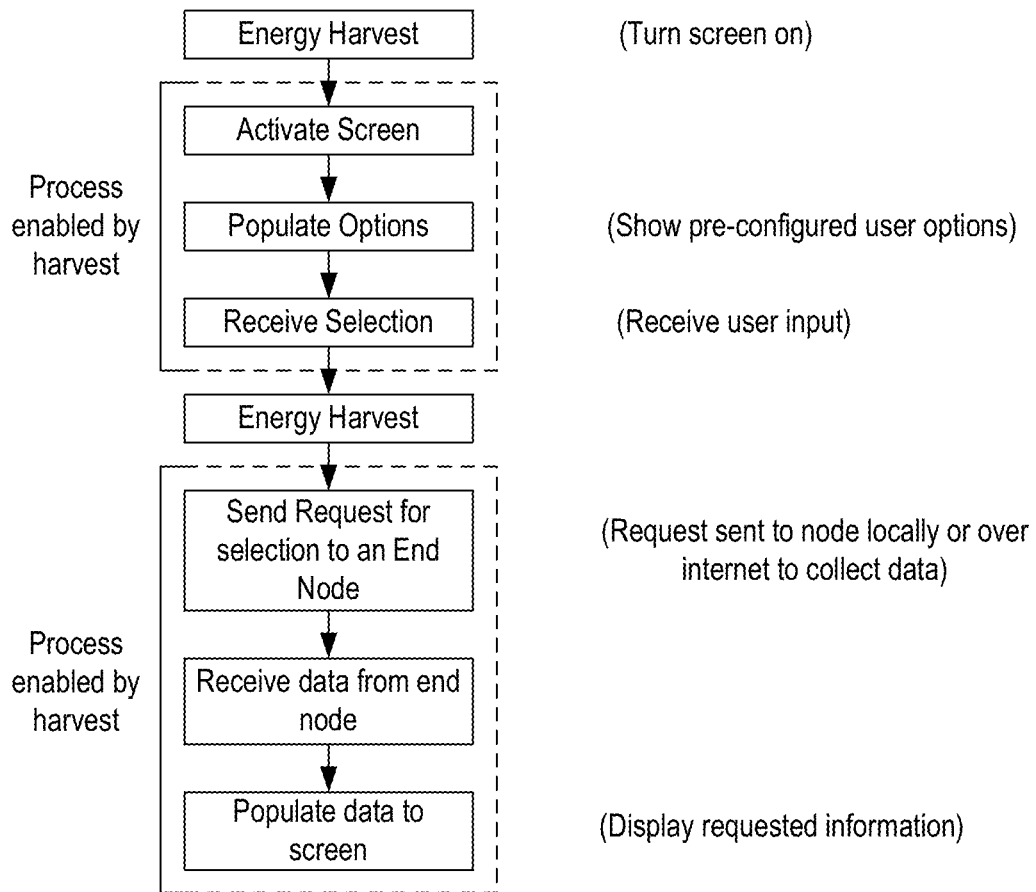 Energy Harvest
(Turn screen on)
Activate Screen
Process
enabled by
harvest
Populate Options
(Show pre-configured user options)
Receive Selection
(Receive user input)
Energy Harvest
Send Request for
selection to an End
Node
(Request sent to node locally or over
internet to collect data)
Process
enabled by
harvest
Receive data from end
node
Populate data to
screen
(Display requested information)